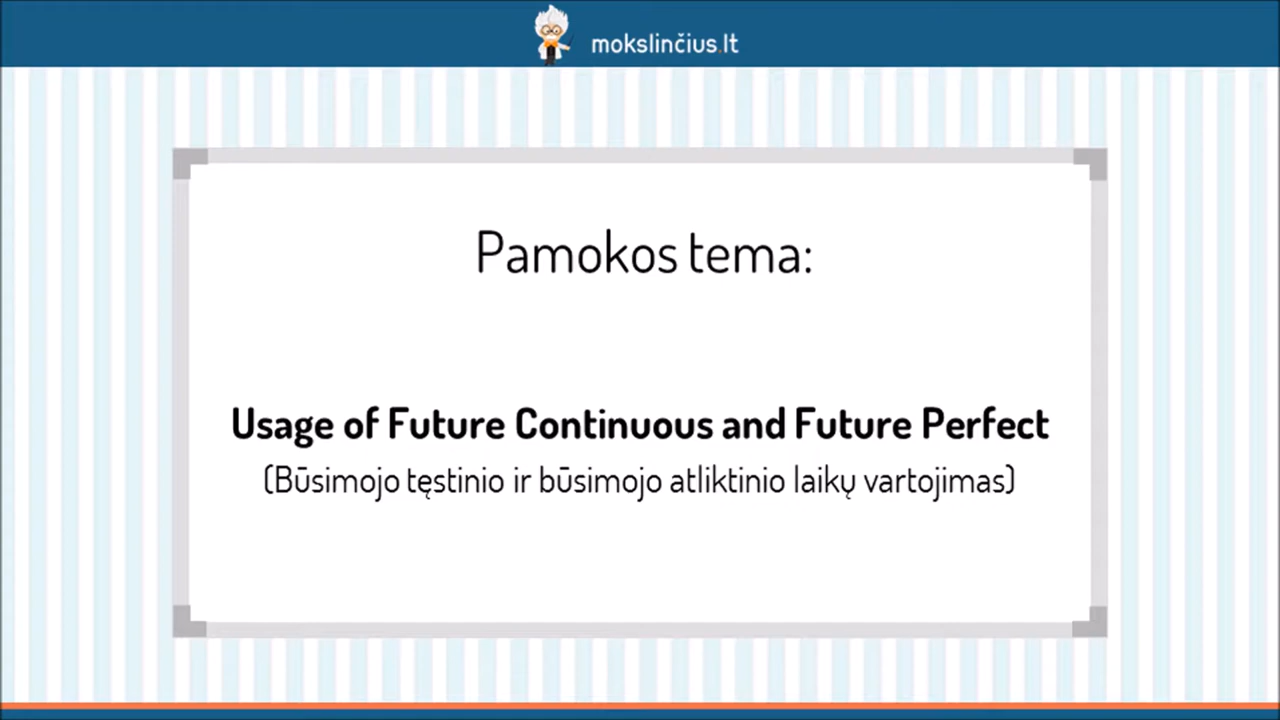 mokslinčius.lt
Pamokos tema:
Usage of Future Continuous and Future Perfect
(Būsimojo tęstinio ir būsimojo atliktinio laikų vartojimas)